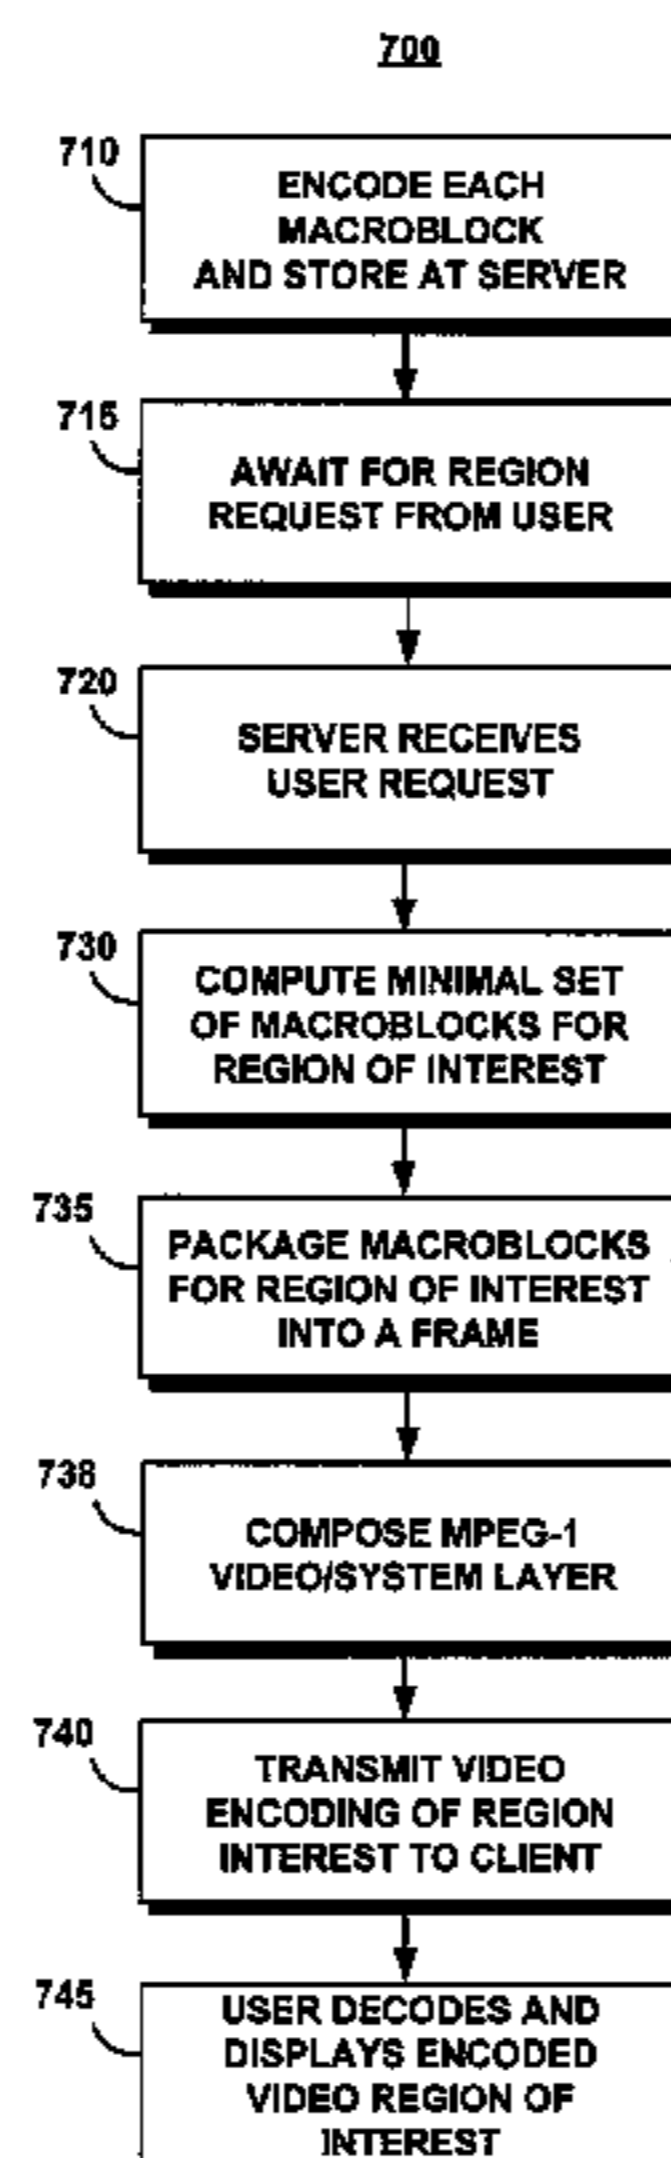 700
710
ENCODE EACH
MACROBLOCK
AND STORE AT SERVER
715
AWAIT FOR REGION
REQUEST FROM USER
720
SERVER RECEIVES
USER REQUEST
730
COMPUTE MINIMAL SET
OF MACROBLOCKS FOR
REGION OF INTEREST
735
PACKAGE MACROBLOCKS
FOR REGION OF INTEREST
INTO A FRAME
738
COMPOSE MPEG-1
VIDEO/SYSTEM LAYER
740
TRANSMIT VIDEO
ENCODING OF REGION
INTEREST TO CLIENT
745
USER DECODES AND
DISPLAYS ENCODED
VIDEO REGION OF
INTEREST